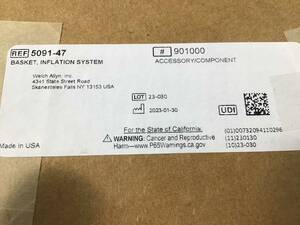 REF 5091-47
# 901000
BASKET, INFLATION SYSTEM
ACCESSORY/COMPONENT
Welch Allyn, Inc.
4341 State Street Road
Skaneateles Falls NY 13153 USA
LOT 23-030
2023-01-30
UDI
For the State of California:
WARNING: Cancer and Reproductive
Harm—www.P65Warnings.ca.gov
Made in USA
(01)00732094110296
(11)230130
(10)23-030